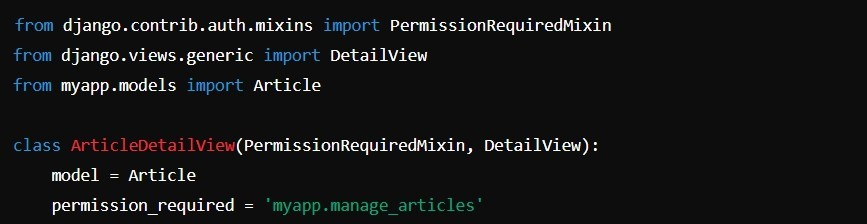 from django.contrib.auth.mixins import PermissionRequiredMixin
from django.views.generic import DetailView
from myapp.models import Article
class ArticleDetailView(PermissionRequiredMixin, DetailView):
    model = Article
    permission_required = 'myapp.manage_articles'